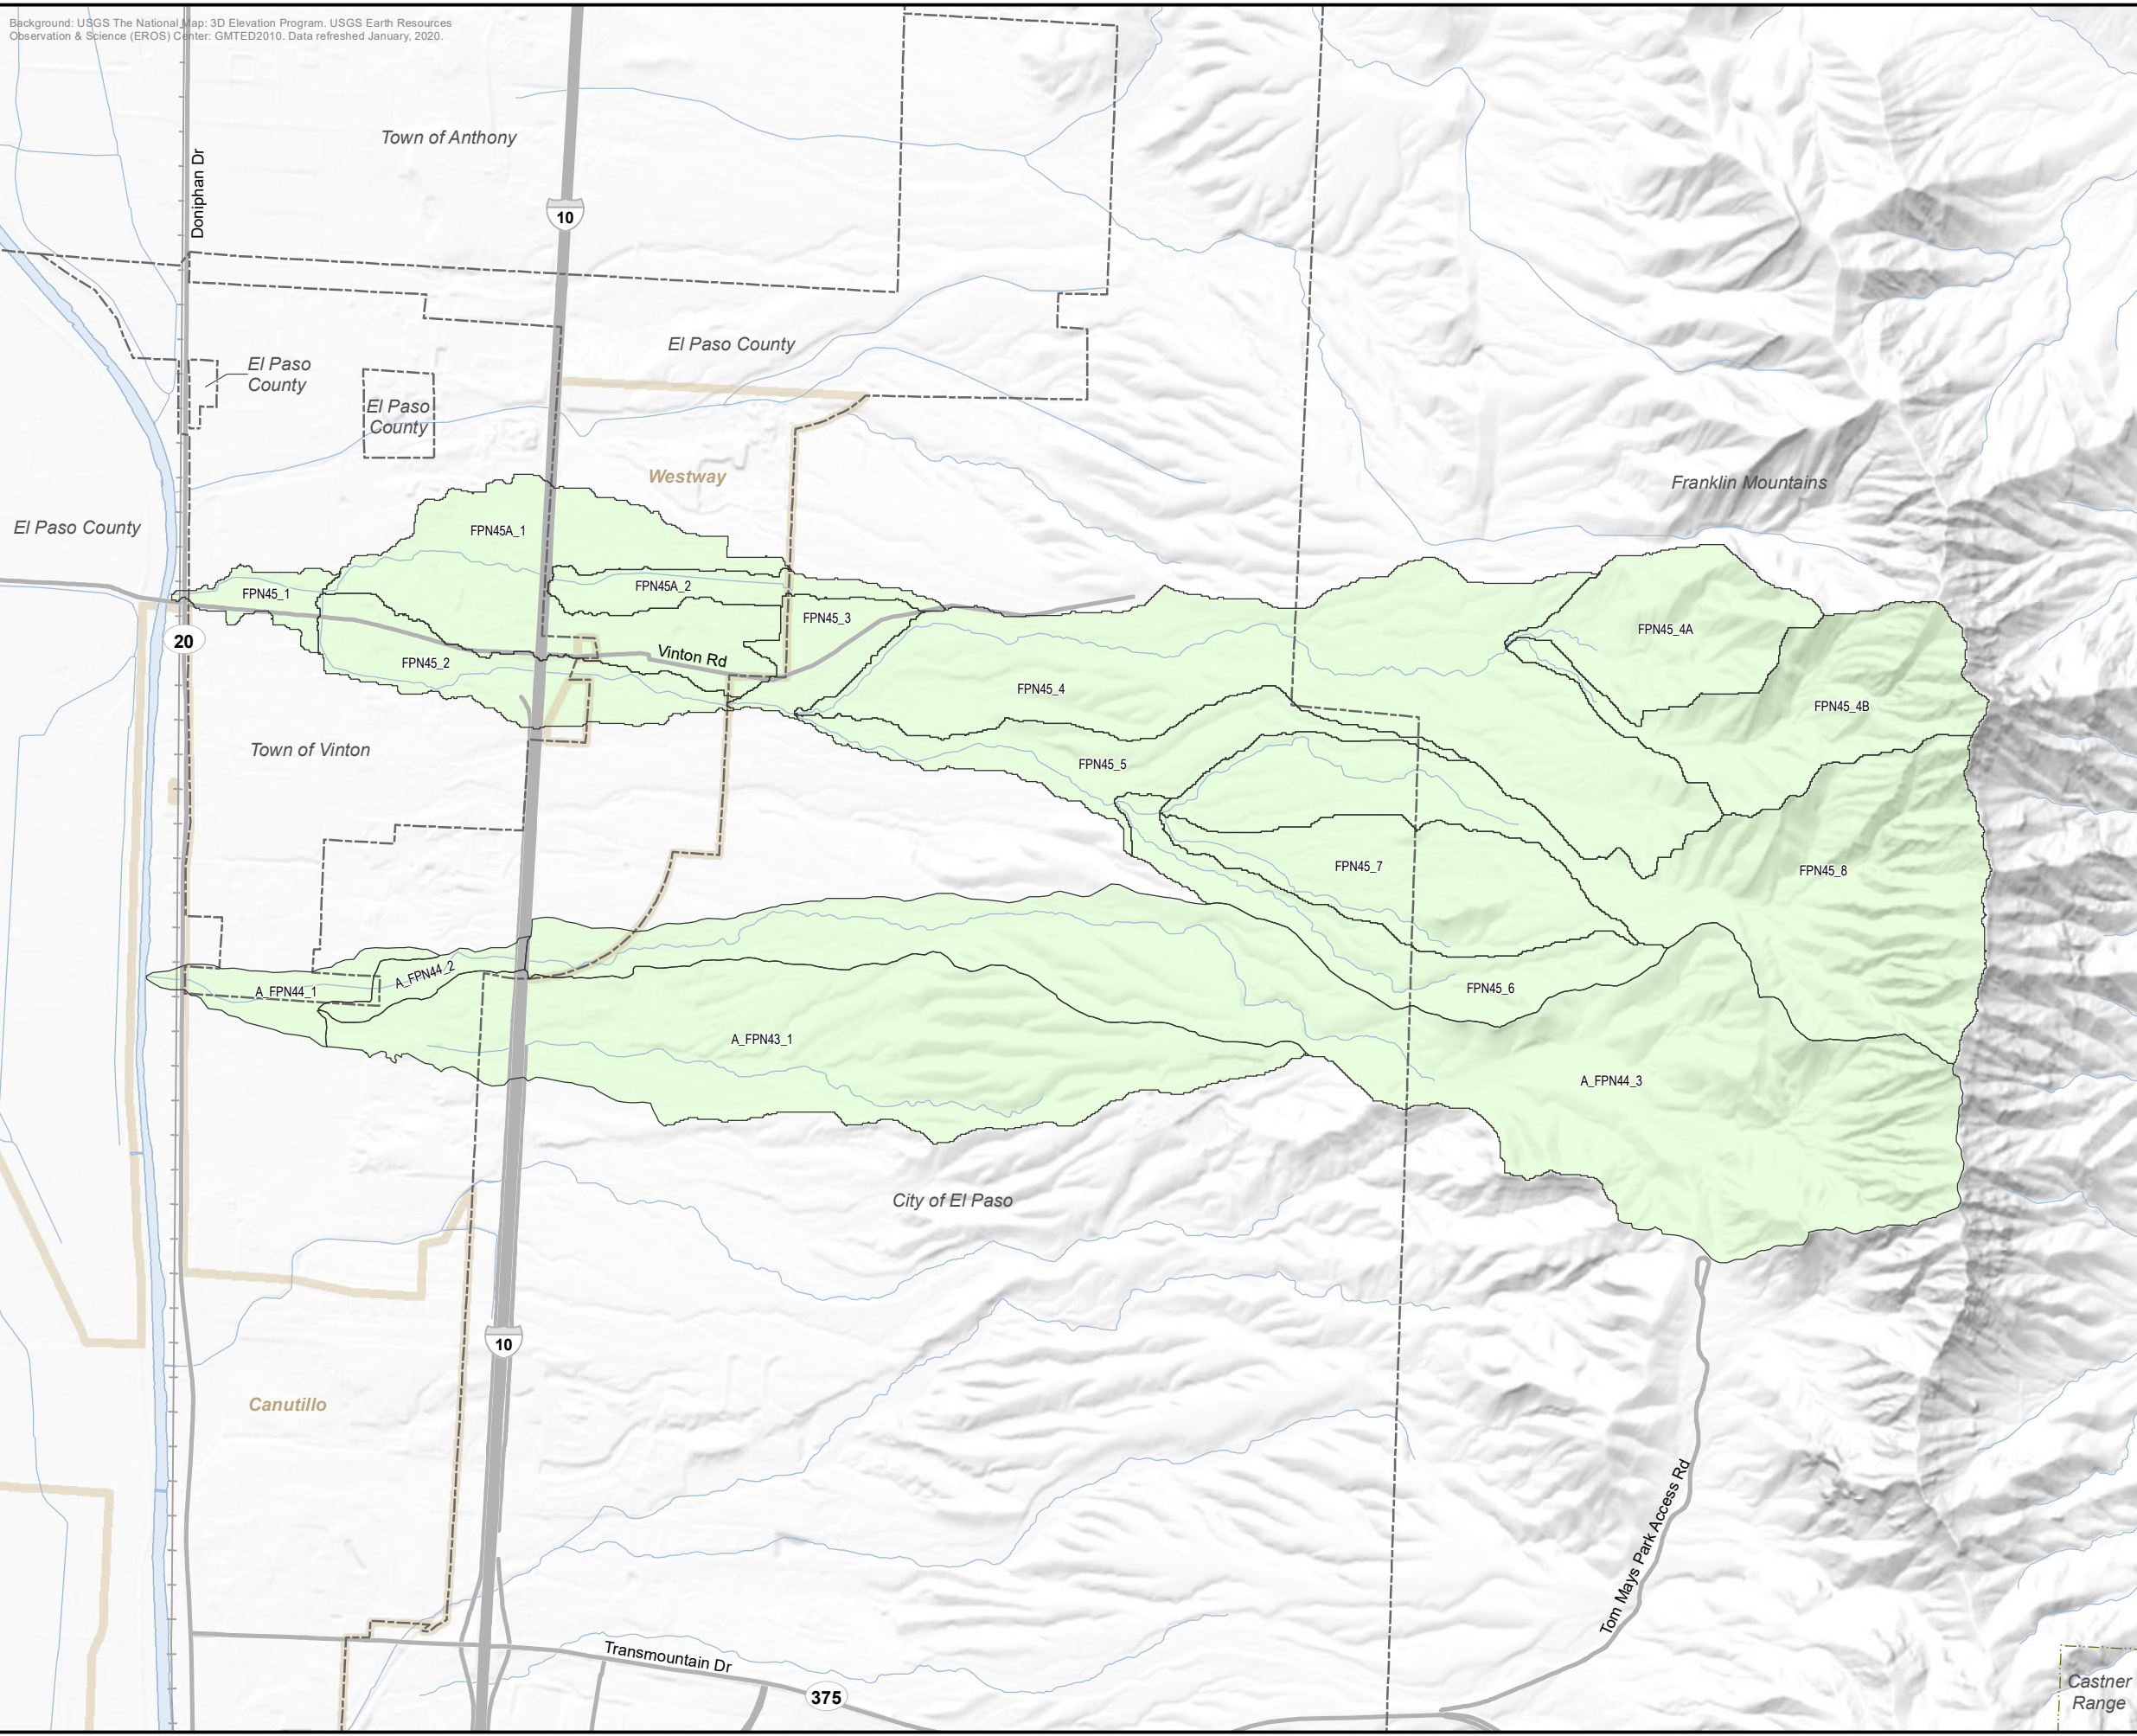 Background: USGS The National Map: 3D Elevation Program. USGS Earth Resources
Observation & Science (EROS) Center: GMTED2010. Data refreshed January, 2020.
Town of Anthony
Doniphan Dr
10
El Paso County
El Paso
County
El Paso
County
Westway
Franklin Mountains
El Paso County
FPN45A_1
FPN45A_2
FPN45_1
FPN45_3
FPN45_4A
20
Vinton Rd
FPN45_2
FPN45_4
FPN45_4B
Town of Vinton
FPN45_5
FPN45_7
FPN45_8
A_FPN44_2
A_FPN44_1
FPN45_6
A_FPN43_1
A_FPN44_3
City of El Paso
10
Canutillo
Tom Mays Park Access Rd
Transmountain Dr
375
Castner
Range